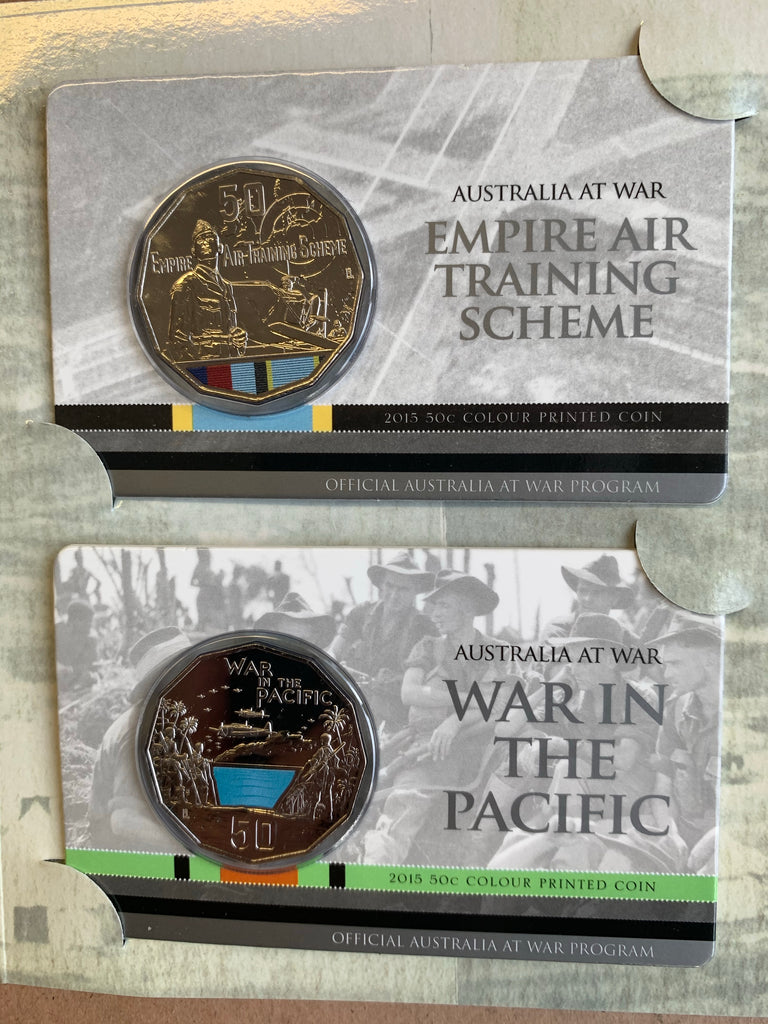 50
EMPIRE AIR-TRAINING SCHEME
AUSTRALIA AT WAR
EMPIRE AIR
TRAINING
SCHEME
2015 50c COLOUR PRINTED COIN
OFFICIAL AUSTRALIA AT WAR PROGRAM
WAR
IN THE
PACIFIC
50
AUSTRALIA AT WAR
WAR IN
THE
PACIFIC
2015 50c COLOUR PRINTED COIN
OFFICIAL AUSTRALIA AT WAR PROGRAM